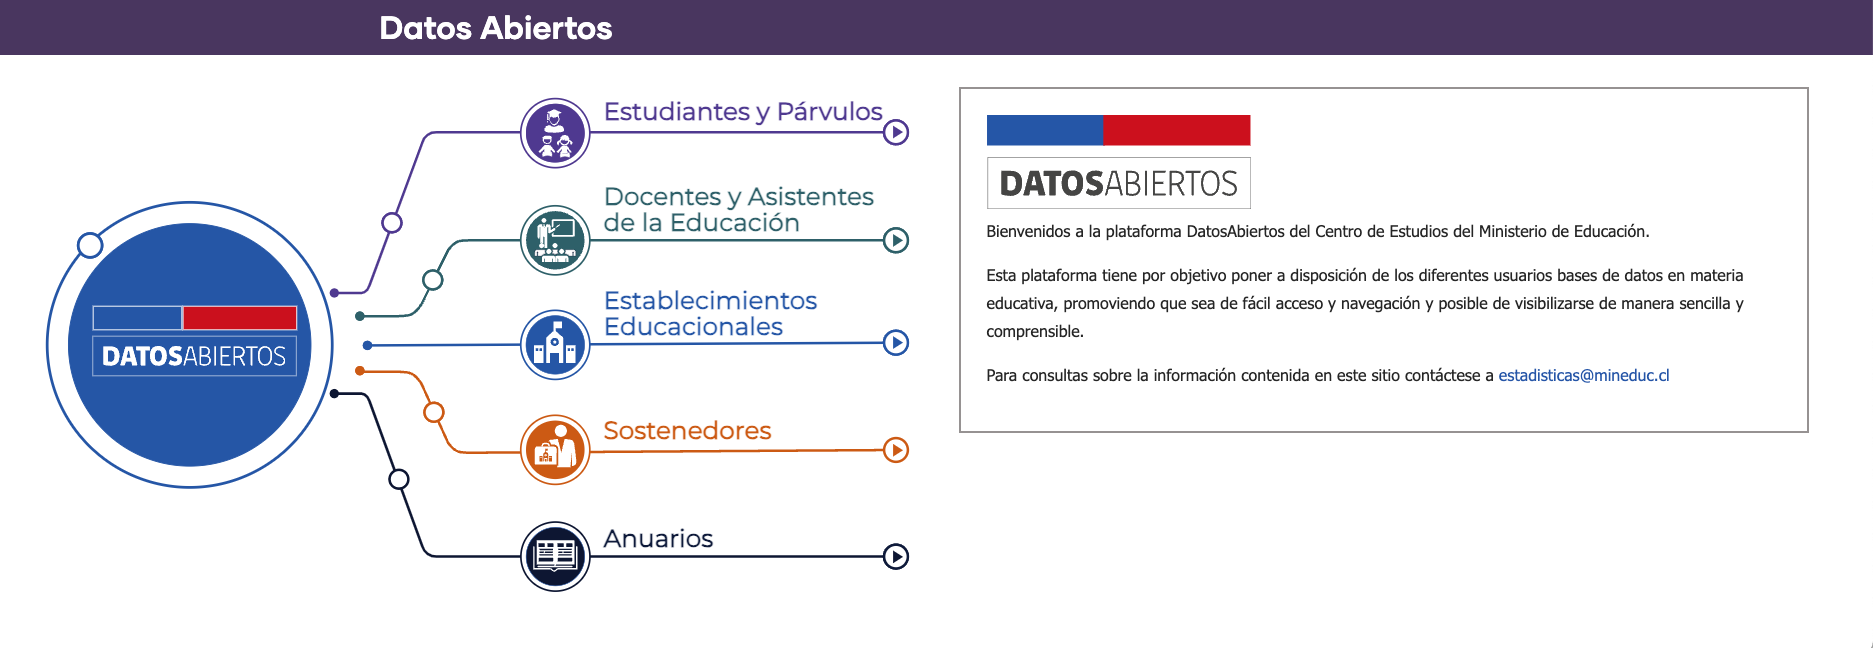 Datos Abiertos
DATOSABIERTOS
Estudiantes y Párvulos
Docentes y Asistentes
de la Educación
Establecimientos
Educacionales
Sostenedores
Anuarios
DATOSABIERTOS
Bienvenidos a la plataforma DatosAbiertos del Centro de Estudios del Ministerio de Educación.
Esta plataforma tiene por objetivo poner a disposición de los diferentes usuarios bases de datos en materia
educativa, promoviendo que sea de fácil acceso y navegación y posible de visibilizarse de manera sencilla y
comprensible.
Para consultas sobre la información contenida en este sitio contáctese a estadisticas@mineduc.cl